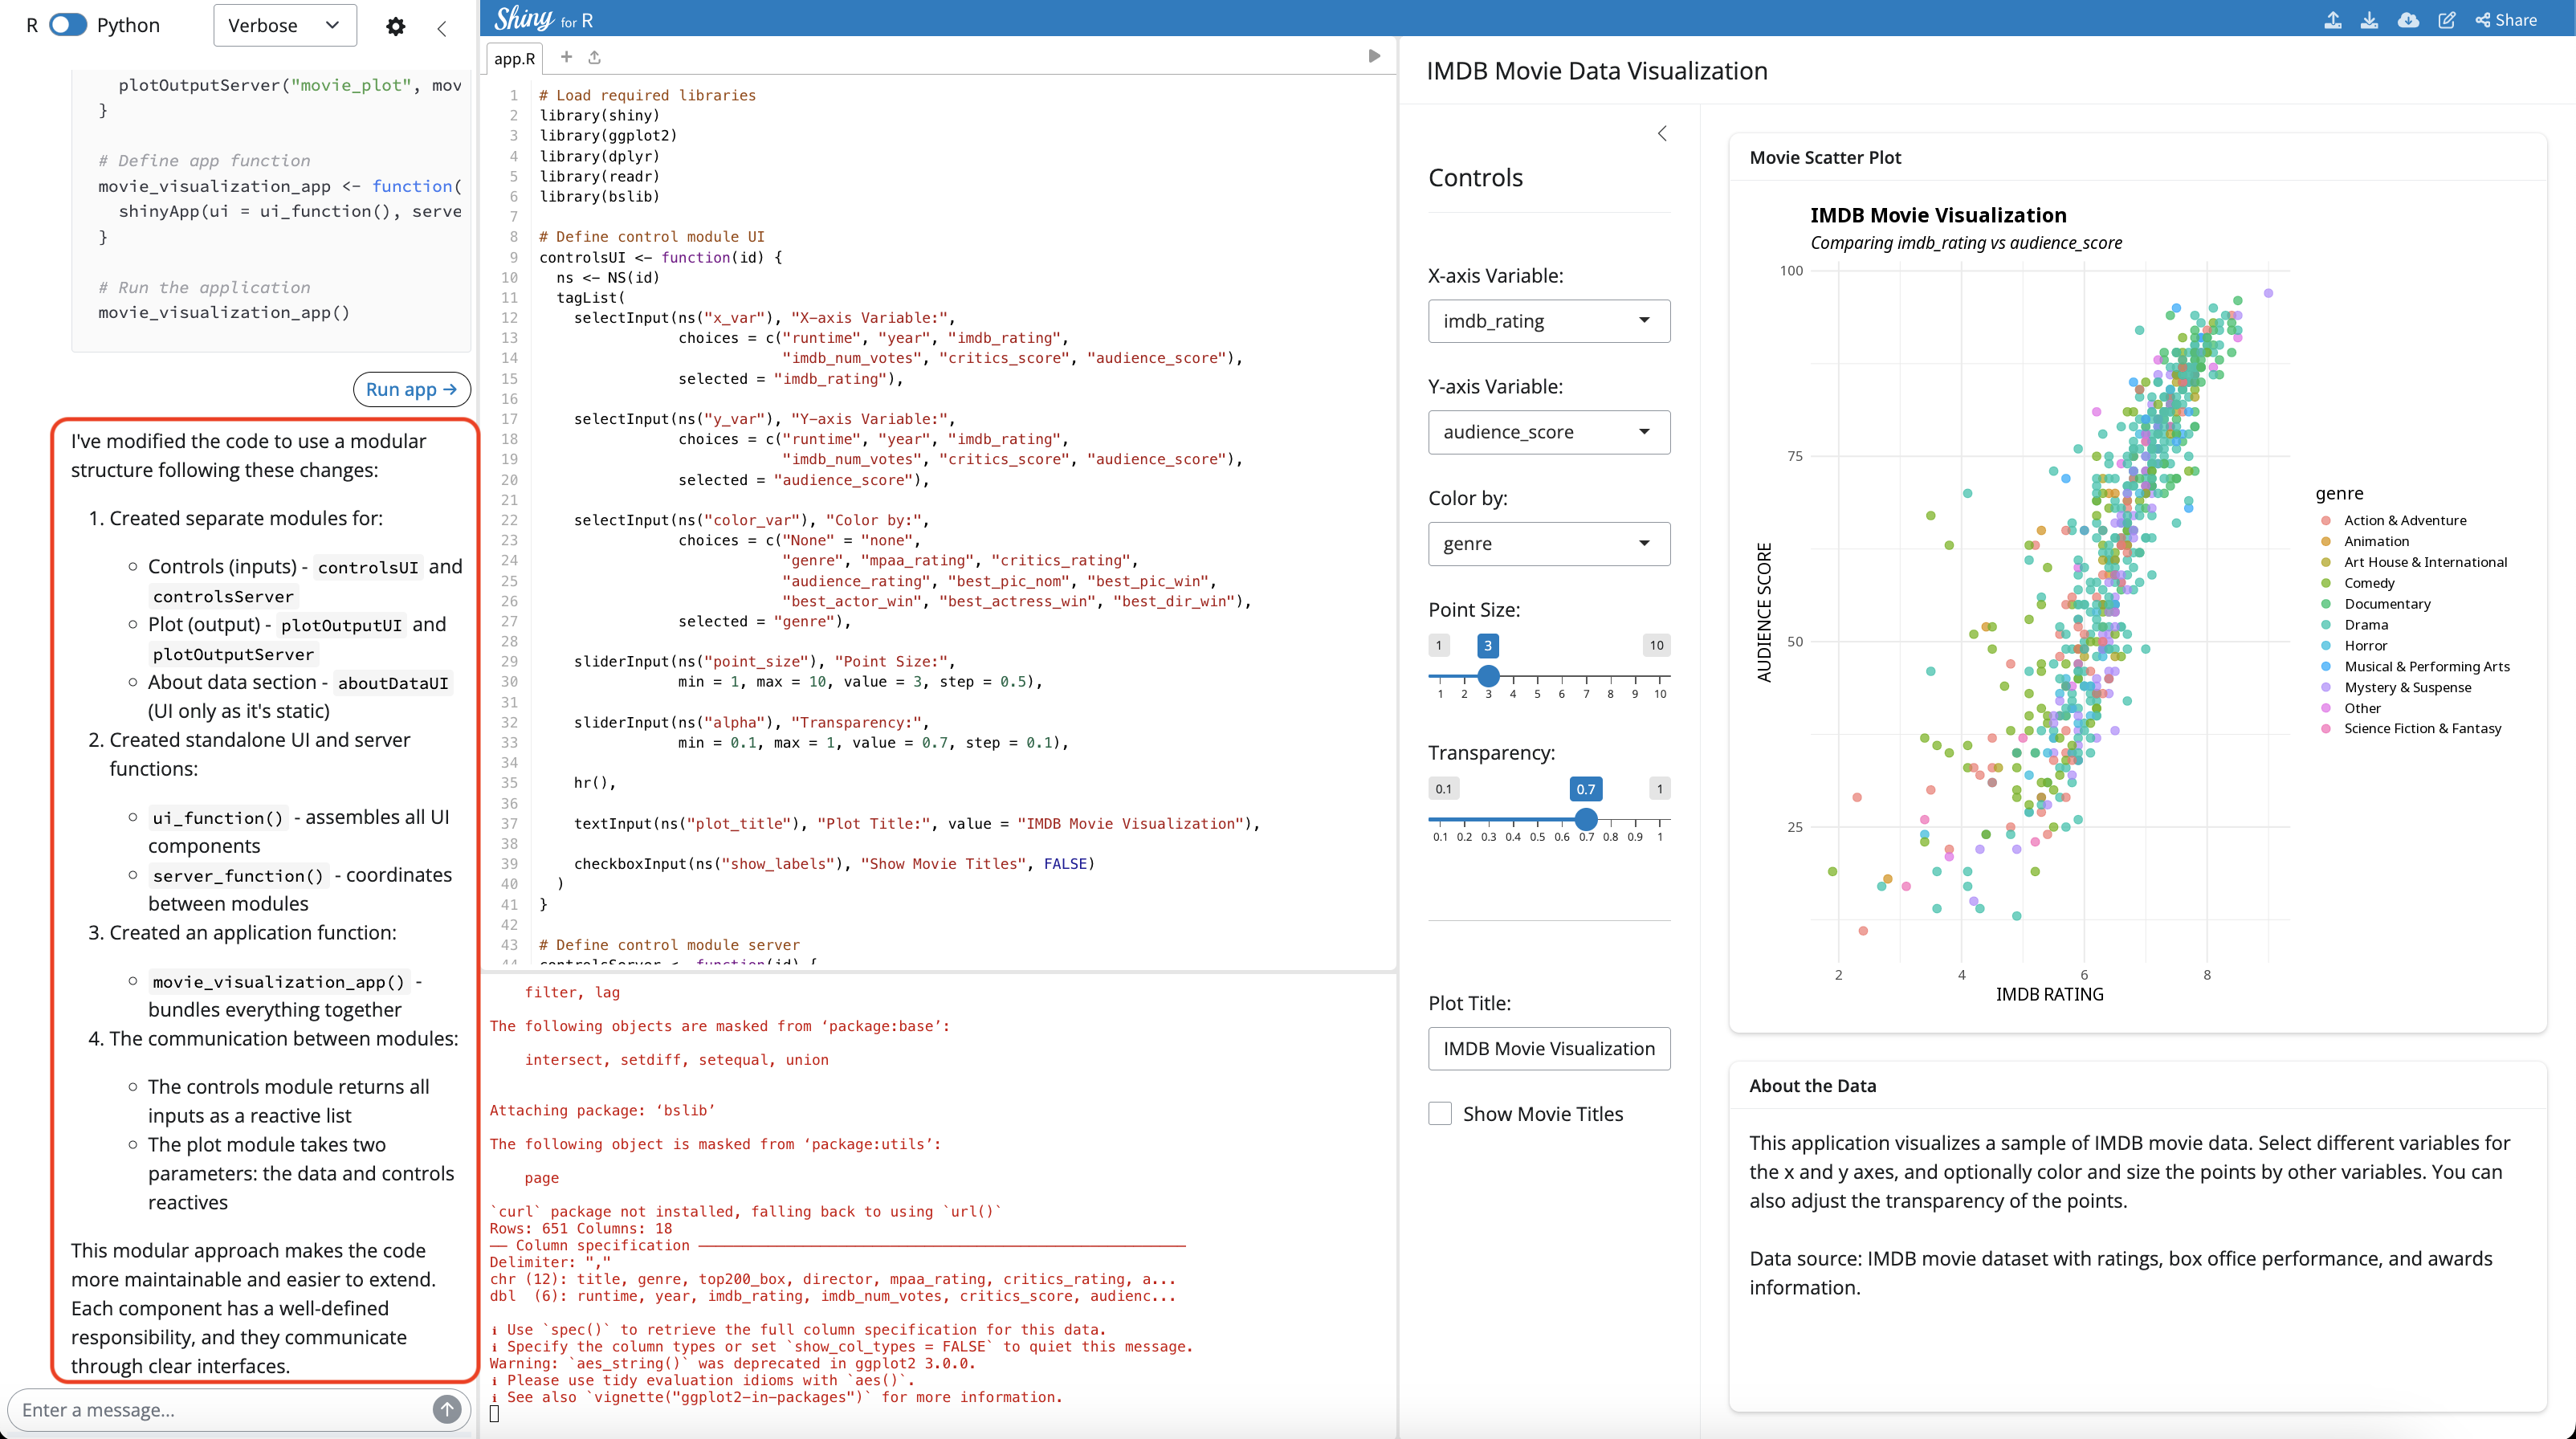 R Python Verbose
plotOutputServer("movie_plot", mov
}
# Define app function
movie_visualization_app <- function(
shinyApp(ui = ui_function(), serve
}
# Run the application
movie_visualization_app()
Run app →
I've modified the code to use a modular
structure following these changes:
1. Created separate modules for:
Controls (inputs) - controlsUI and
controlsServer
Plot (output) - plotOutputUI and
plotOutputServer
About data section - aboutDataUI
(UI only as it's static)
2. Created standalone UI and server
functions:
ui_function() - assembles all UI
components
server_function() - coordinates
between modules
3. Created an application function:
movie_visualization_app() -
bundles everything together
4. The communication between modules:
The controls module returns all
inputs as a reactive list
The plot module takes two
parameters: the data and controls
reactives
This modular approach makes the code
more maintainable and easier to extend.
Each component has a well-defined
responsibility, and they communicate
through clear interfaces.
Enter a message...
Shiny for R
Share
app.R
1 # Load required libraries
2 library(shiny)
3 library(ggplot2)
4 library(dplyr)
5 library(readr)
6 library(bslib)
7
8 # Define control module UI
9 controlsUI <- function(id) {
10 ns <- NS(id)
11 tagList(
12 selectInput(ns("x_var"), "X-axis Variable:",
13 choices = c("runtime", "year", "imdb_rating",
14 "imdb_num_votes", "critics_score", "audience_score"),
15 selected = "imdb_rating"),
16
17 selectInput(ns("y_var"), "Y-axis Variable:",
18 choices = c("runtime", "year", "imdb_rating",
19 "imdb_num_votes", "critics_score", "audience_score"),
20 selected = "audience_score"),
21
22 selectInput(ns("color_var"), "Color by:",
23 choices = c("None" = "none",
24 "genre", "mpaa_rating", "critics_rating",
25 "audience_rating", "best_pic_nom", "best_pic_win",
26 "best_actor_win", "best_actress_win", "best_dir_win"),
27 selected = "genre"),
28
29 sliderInput(ns("point_size"), "Point Size:",
30 min = 1, max = 10, value = 3, step = 0.5),
31
32 sliderInput(ns("alpha"), "Transparency:",
33 min = 0.1, max = 1, value = 0.7, step = 0.1),
34
35 hr(),
36
37 textInput(ns("plot_title"), "Plot Title:", value = "IMDB Movie Visualization"),
38
39 checkboxInput(ns("show_labels"), "Show Movie Titles", FALSE)
40 )
41 }
42
43 # Define control module server
44 controlsServer <- function(id) {
filter, lag
The following objects are masked from ‘package:base’:
intersect, setdiff, setequal, union
Attaching package: ‘bslib’
The following object is masked from ‘package:utils’:
page
`curl` package not installed, falling back to using `url()`
Rows: 651 Columns: 18
── Column specification ──────────
Delimiter: ","
chr (12): title, genre, top200_box, director, mpaa_rating, critics_rating, a...
dbl (6): runtime, year, imdb_rating, imdb_num_votes, critics_score, audienc...
ℹ Use `spec()` to retrieve the full column specification for this data.
ℹ Specify the column types or set `show_col_types = FALSE` to quiet this message.
Warning: `aes_string()` was deprecated in ggplot2 3.0.0.
ℹ Please use tidy evaluation idioms with `aes()`.
ℹ See also `vignette("ggplot2-in-packages")` for more information.
IMDB Movie Data Visualization
Controls
X-axis Variable:
imdb_rating
Y-axis Variable:
audience_score
Color by:
genre
Point Size:
1 3 10
1 2 3 4 5 6 7 8 9 10
Transparency:
0.1 0.7 1
0.1 0.2 0.3 0.4 0.5 0.6 0.7 0.8 0.9 1
Plot Title:
IMDB Movie Visualization
Show Movie Titles
Movie Scatter Plot
IMDB Movie Visualization
Comparing imdb_rating vs audience_score
100
75
50
25
AUDIENCE SCORE
2 4 6 8
IMDB RATING
genre
Action & Adventure
Animation
Art House & International
Comedy
Documentary
Drama
Horror
Musical & Performing Arts
Mystery & Suspense
Other
Science Fiction & Fantasy
About the Data
This application visualizes a sample of IMDB movie data. Select different variables for
the x and y axes, and optionally color and size the points by other variables. You can
also adjust the transparency of the points.
Data source: IMDB movie dataset with ratings, box office performance, and awards
information.